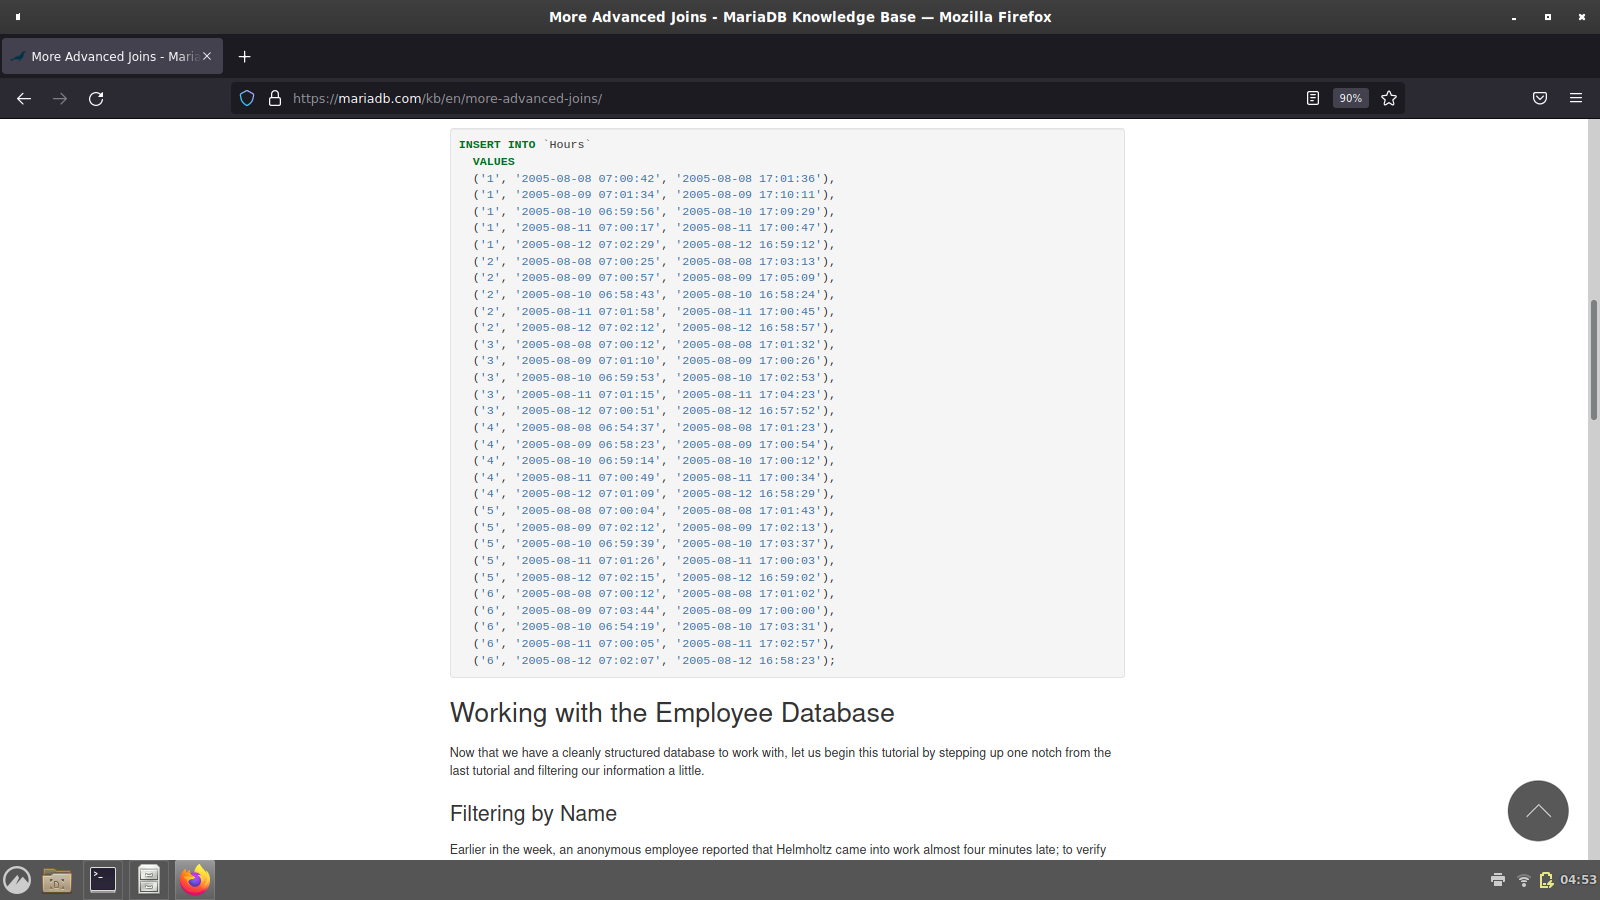 More Advanced Joins - MariaDB Knowledge Base — Mozilla Firefox
More Advanced Joins - Maria
https://mariadb.com/kb/en/more-advanced-joins/
90%
INSERT INTO `Hours`
VALUES
('1', '2005-08-08 07:00:42', '2005-08-08 17:01:36'),
('1', '2005-08-09 07:01:34', '2005-08-09 17:10:11'),
('1', '2005-08-10 06:59:56', '2005-08-10 17:09:29'),
('1', '2005-08-11 07:00:17', '2005-08-11 17:00:47'),
('1', '2005-08-12 07:02:29', '2005-08-12 16:59:12'),
('2', '2005-08-08 07:00:25', '2005-08-08 17:03:13'),
('2', '2005-08-09 07:00:57', '2005-08-09 17:05:09'),
('2', '2005-08-10 06:58:43', '2005-08-10 16:58:24'),
('2', '2005-08-11 07:01:58', '2005-08-11 17:00:45'),
('2', '2005-08-12 07:02:12', '2005-08-12 16:58:57'),
('3', '2005-08-08 07:00:12', '2005-08-08 17:01:32'),
('3', '2005-08-09 07:01:10', '2005-08-09 17:00:26'),
('3', '2005-08-10 06:59:53', '2005-08-10 17:02:53'),
('3', '2005-08-11 07:01:15', '2005-08-11 17:04:23'),
('3', '2005-08-12 07:00:51', '2005-08-12 16:57:52'),
('4', '2005-08-08 06:54:37', '2005-08-08 17:01:23'),
('4', '2005-08-09 06:58:23', '2005-08-09 17:00:54'),
('4', '2005-08-10 06:59:14', '2005-08-10 17:00:12'),
('4', '2005-08-11 07:00:49', '2005-08-11 17:00:34'),
('4', '2005-08-12 07:01:09', '2005-08-12 16:58:29'),
('5', '2005-08-08 07:00:04', '2005-08-08 17:01:43'),
('5', '2005-08-09 07:02:12', '2005-08-09 17:02:13'),
('5', '2005-08-10 06:59:39', '2005-08-10 17:03:37'),
('5', '2005-08-11 07:01:26', '2005-08-11 17:00:03'),
('5', '2005-08-12 07:02:15', '2005-08-12 16:59:02'),
('6', '2005-08-08 07:00:12', '2005-08-08 17:01:02'),
('6', '2005-08-09 07:03:44', '2005-08-09 17:00:00'),
('6', '2005-08-10 06:54:19', '2005-08-10 17:03:31'),
('6', '2005-08-11 07:00:05', '2005-08-11 17:02:57'),
('6', '2005-08-12 07:02:07', '2005-08-12 16:58:23');
Working with the Employee Database
Now that we have a cleanly structured database to work with, let us begin this tutorial by stepping up one notch from the
last tutorial and filtering our information a little.
Filtering by Name
Earlier in the week, an anonymous employee reported that Helmholtz came into work almost four minutes late; to verify
04:53